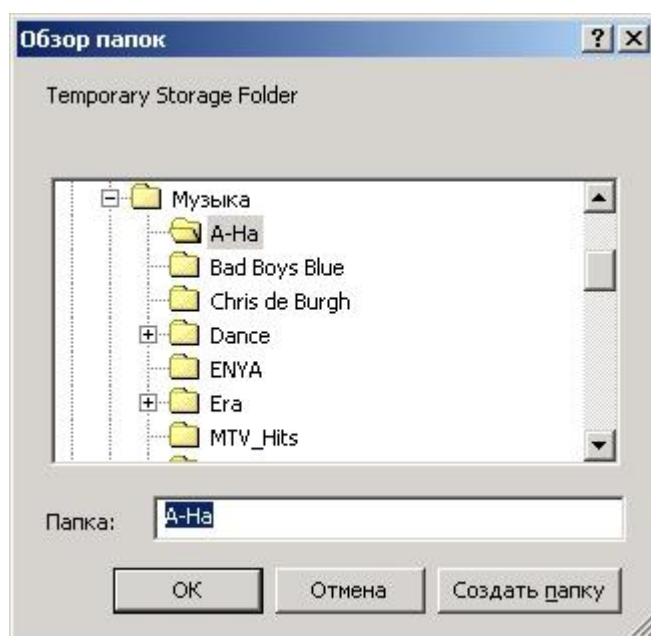 Обзор папок
Temporary Storage Folder
Музыка
A-Ha
Bad Boys Blue
Chris de Burgh
Dance
ENYA
Era
MTV_Hits
Папка: A-Ha
ОК Отмена Создать папку